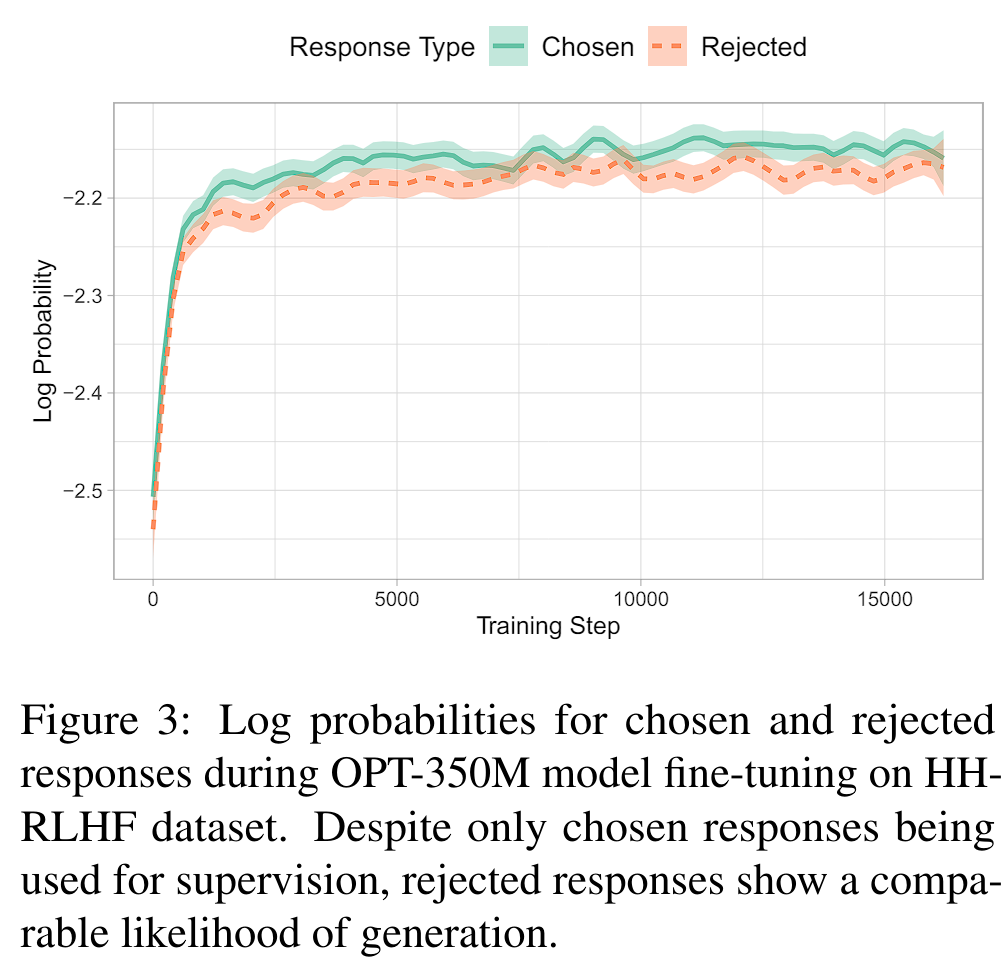 Response Type Chosen Rejected
−2.2
−2.3
−2.4
−2.5
Log Probability
0 5000 10000 15000
Training Step
Figure 3: Log probabilities for chosen and rejected
responses during OPT-350M model fine-tuning on HH-
RLHF dataset. Despite only chosen responses being
used for supervision, rejected responses show a compa-
rable likelihood of generation.